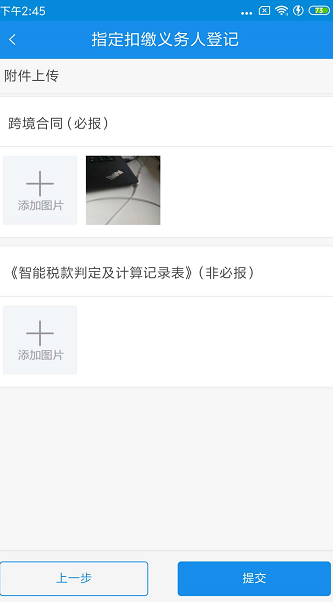 下午2:45
73
指定扣缴义务人登记
附件上传
跨境合同（必报）
添加图片
《智能税款判定及计算记录表》（非必报）
添加图片
上一步
提交